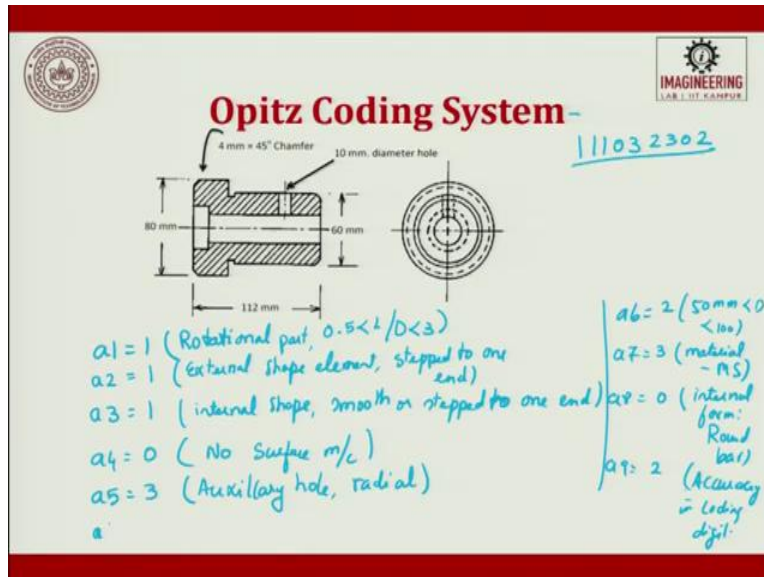 IMAGINEERING
LAB | IIT KANPUR
Opitz Coding System-
111032302
4 mm × 45° Chamfer
10 mm. diameter hole
80 mm
60 mm
112 mm
a1 = 1 (Rotational part, 0.5 < L/D < 3)
a2 = 1 (External shape element, stepped to one
end)
a3 = 1 (internal shape, smooth or stepped to one end)
a4 = 0 (No surface m/c)
a5 = 3 (Auxillary hole, radial)
a
a6 = 2 (50mm < D
< 100)
a7 = 3 (material
- MS)
a8 = 0 (internal
form:
Round
bar)
a9 = 2 (Accuracy
in coding
digit.